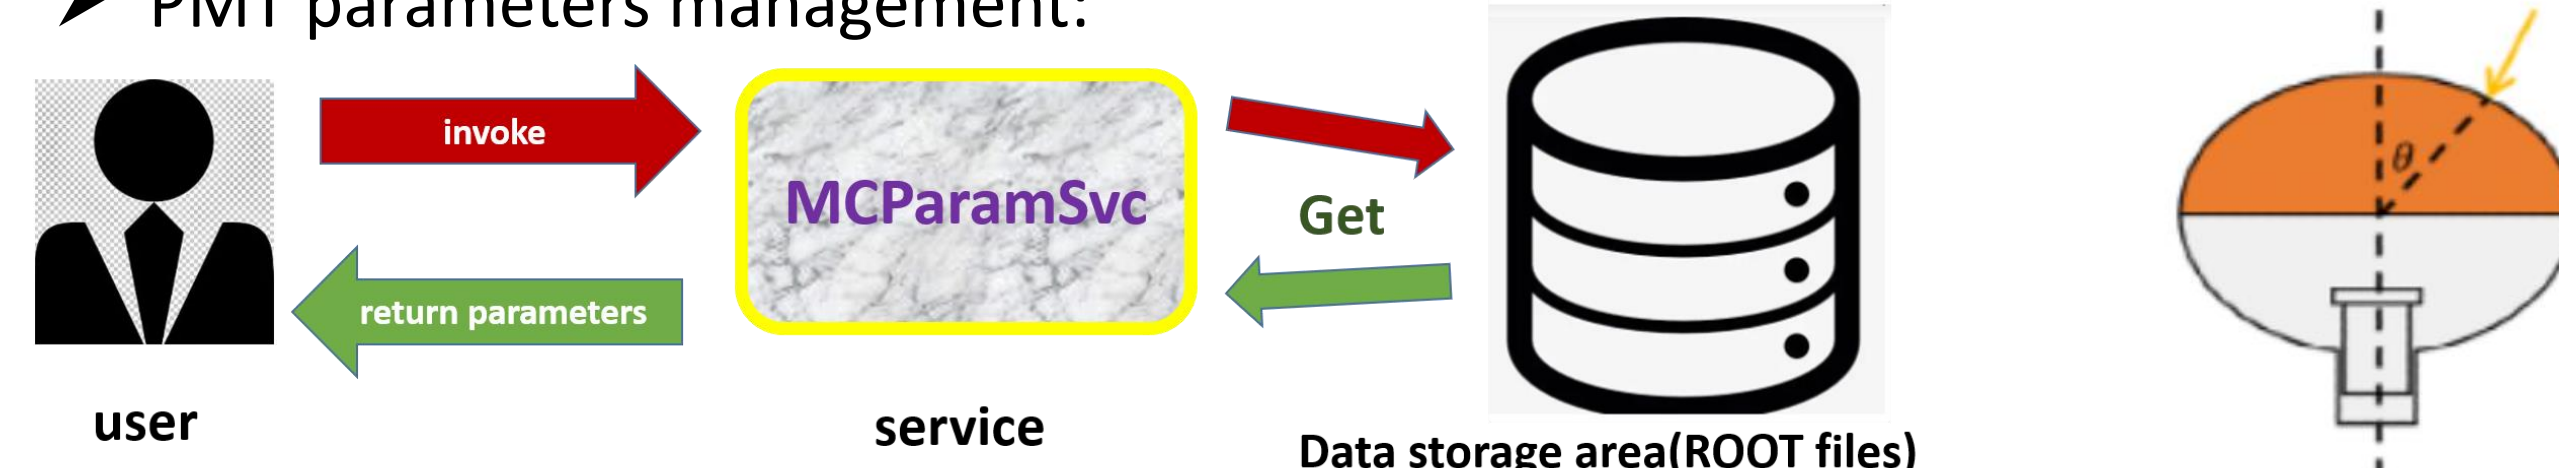 ➤ PMT parameters management:
invoke
MCParamSvc
Get
return parameters
θ
user
service
Data storage area(ROOT files)